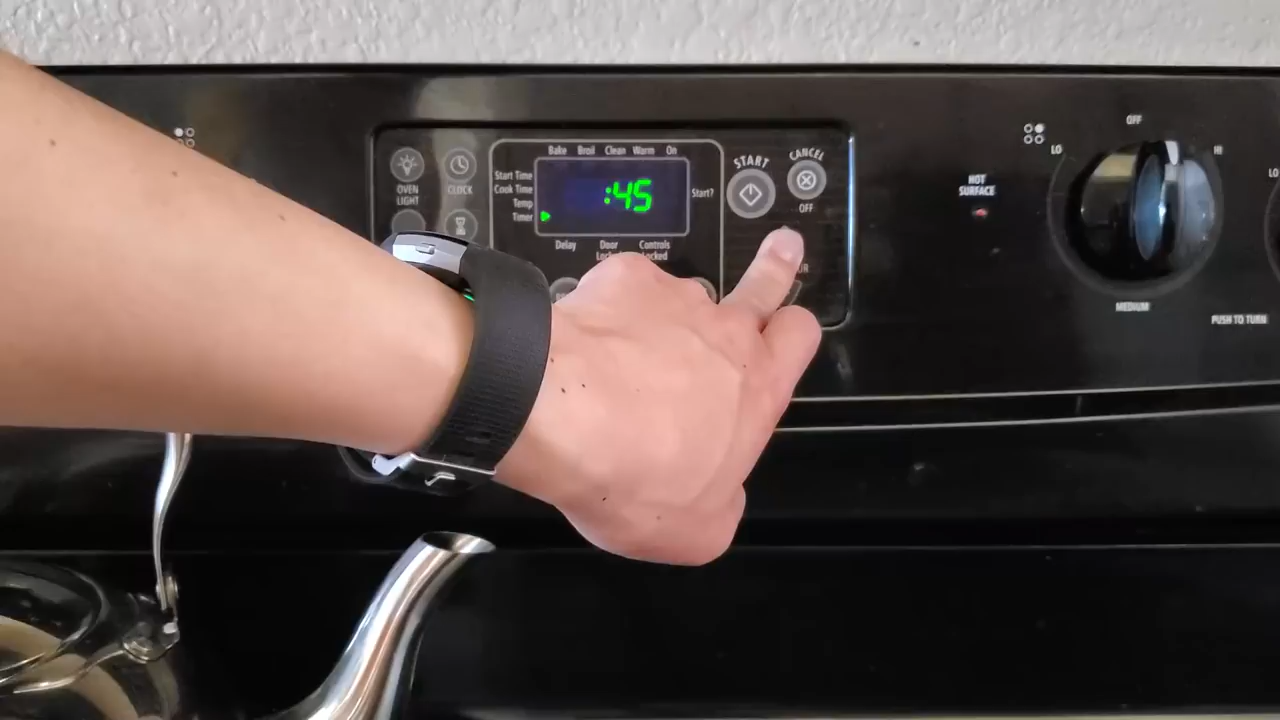 OFF
LO
HI
LO
Bake Broil Clean Warm On
START
CANCEL
Start Time
Cook Time
Temp
Timer
:45
Start?
OVEN
LIGHT
CLOCK
OFF
HOT
SURFACE
Delay
Door
Controls
Locked
MEDIUM
PUSH TO TURN